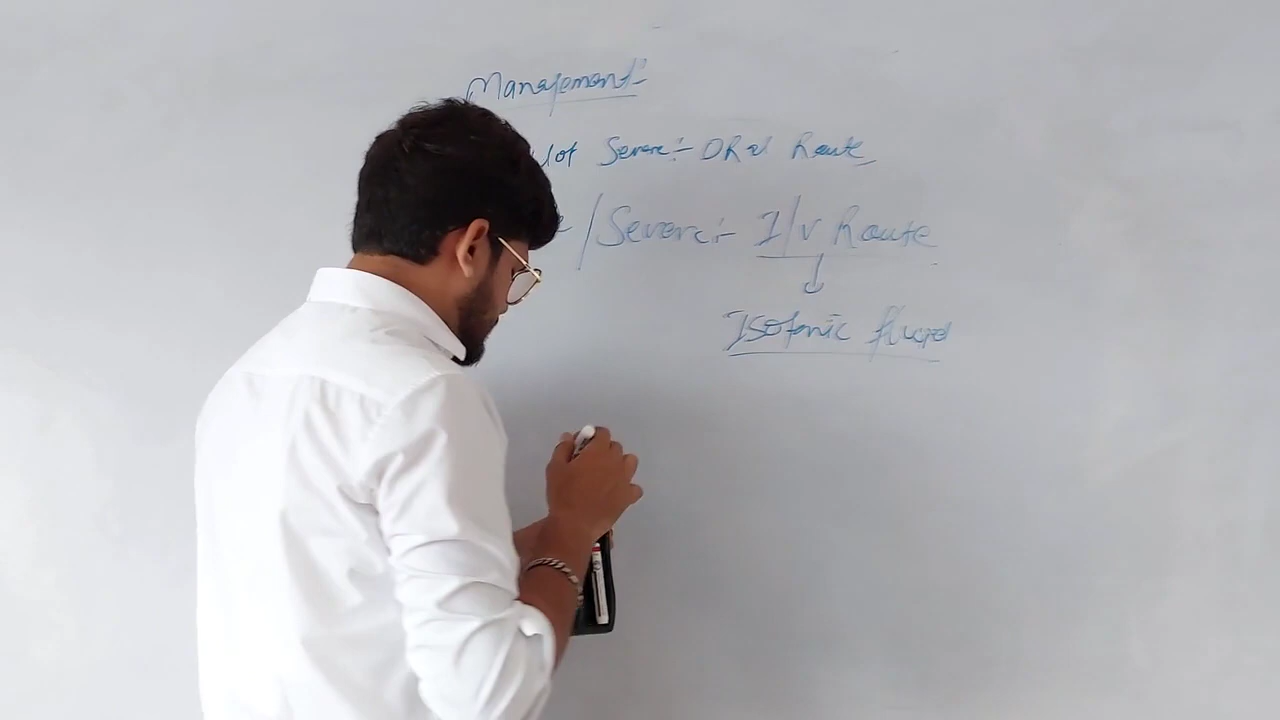 Management:-
Not Severe:- ORal Route
/Severe:- I/v Route
↓
Isotonic fluid